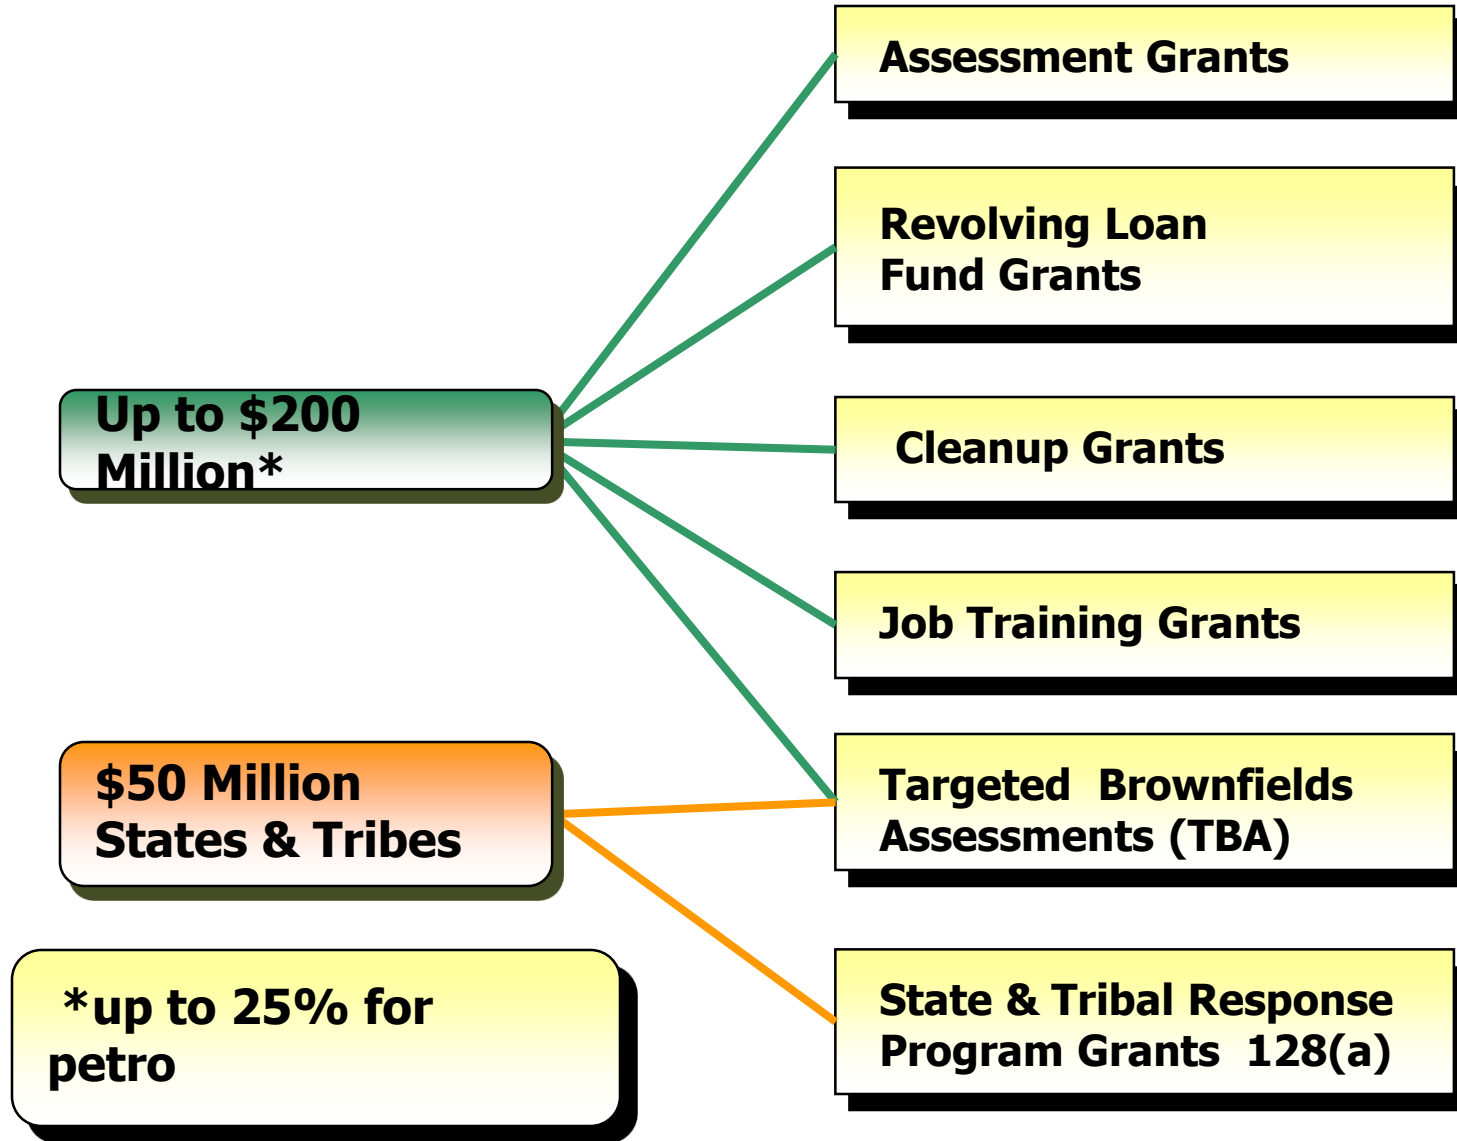 Assessment Grants
Revolving Loan
Fund Grants
Up to $200
Million*
Cleanup Grants
Job Training Grants
$50 Million
States & Tribes
Targeted Brownfields
Assessments (TBA)
*up to 25% for
petro
State & Tribal Response
Program Grants 128(a)